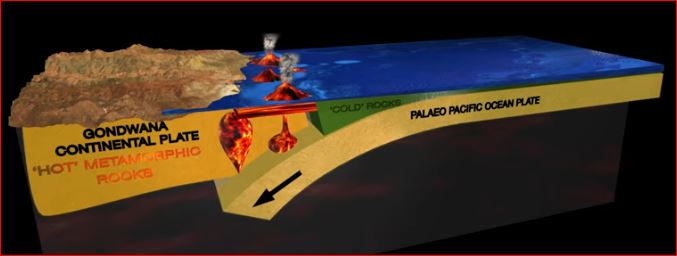 GONDWANA
CONTINENTAL PLATE
'HOT' METAMORPHIC
ROCKS
'COLD' ROCKS
PALAEO PACIFIC OCEAN PLATE